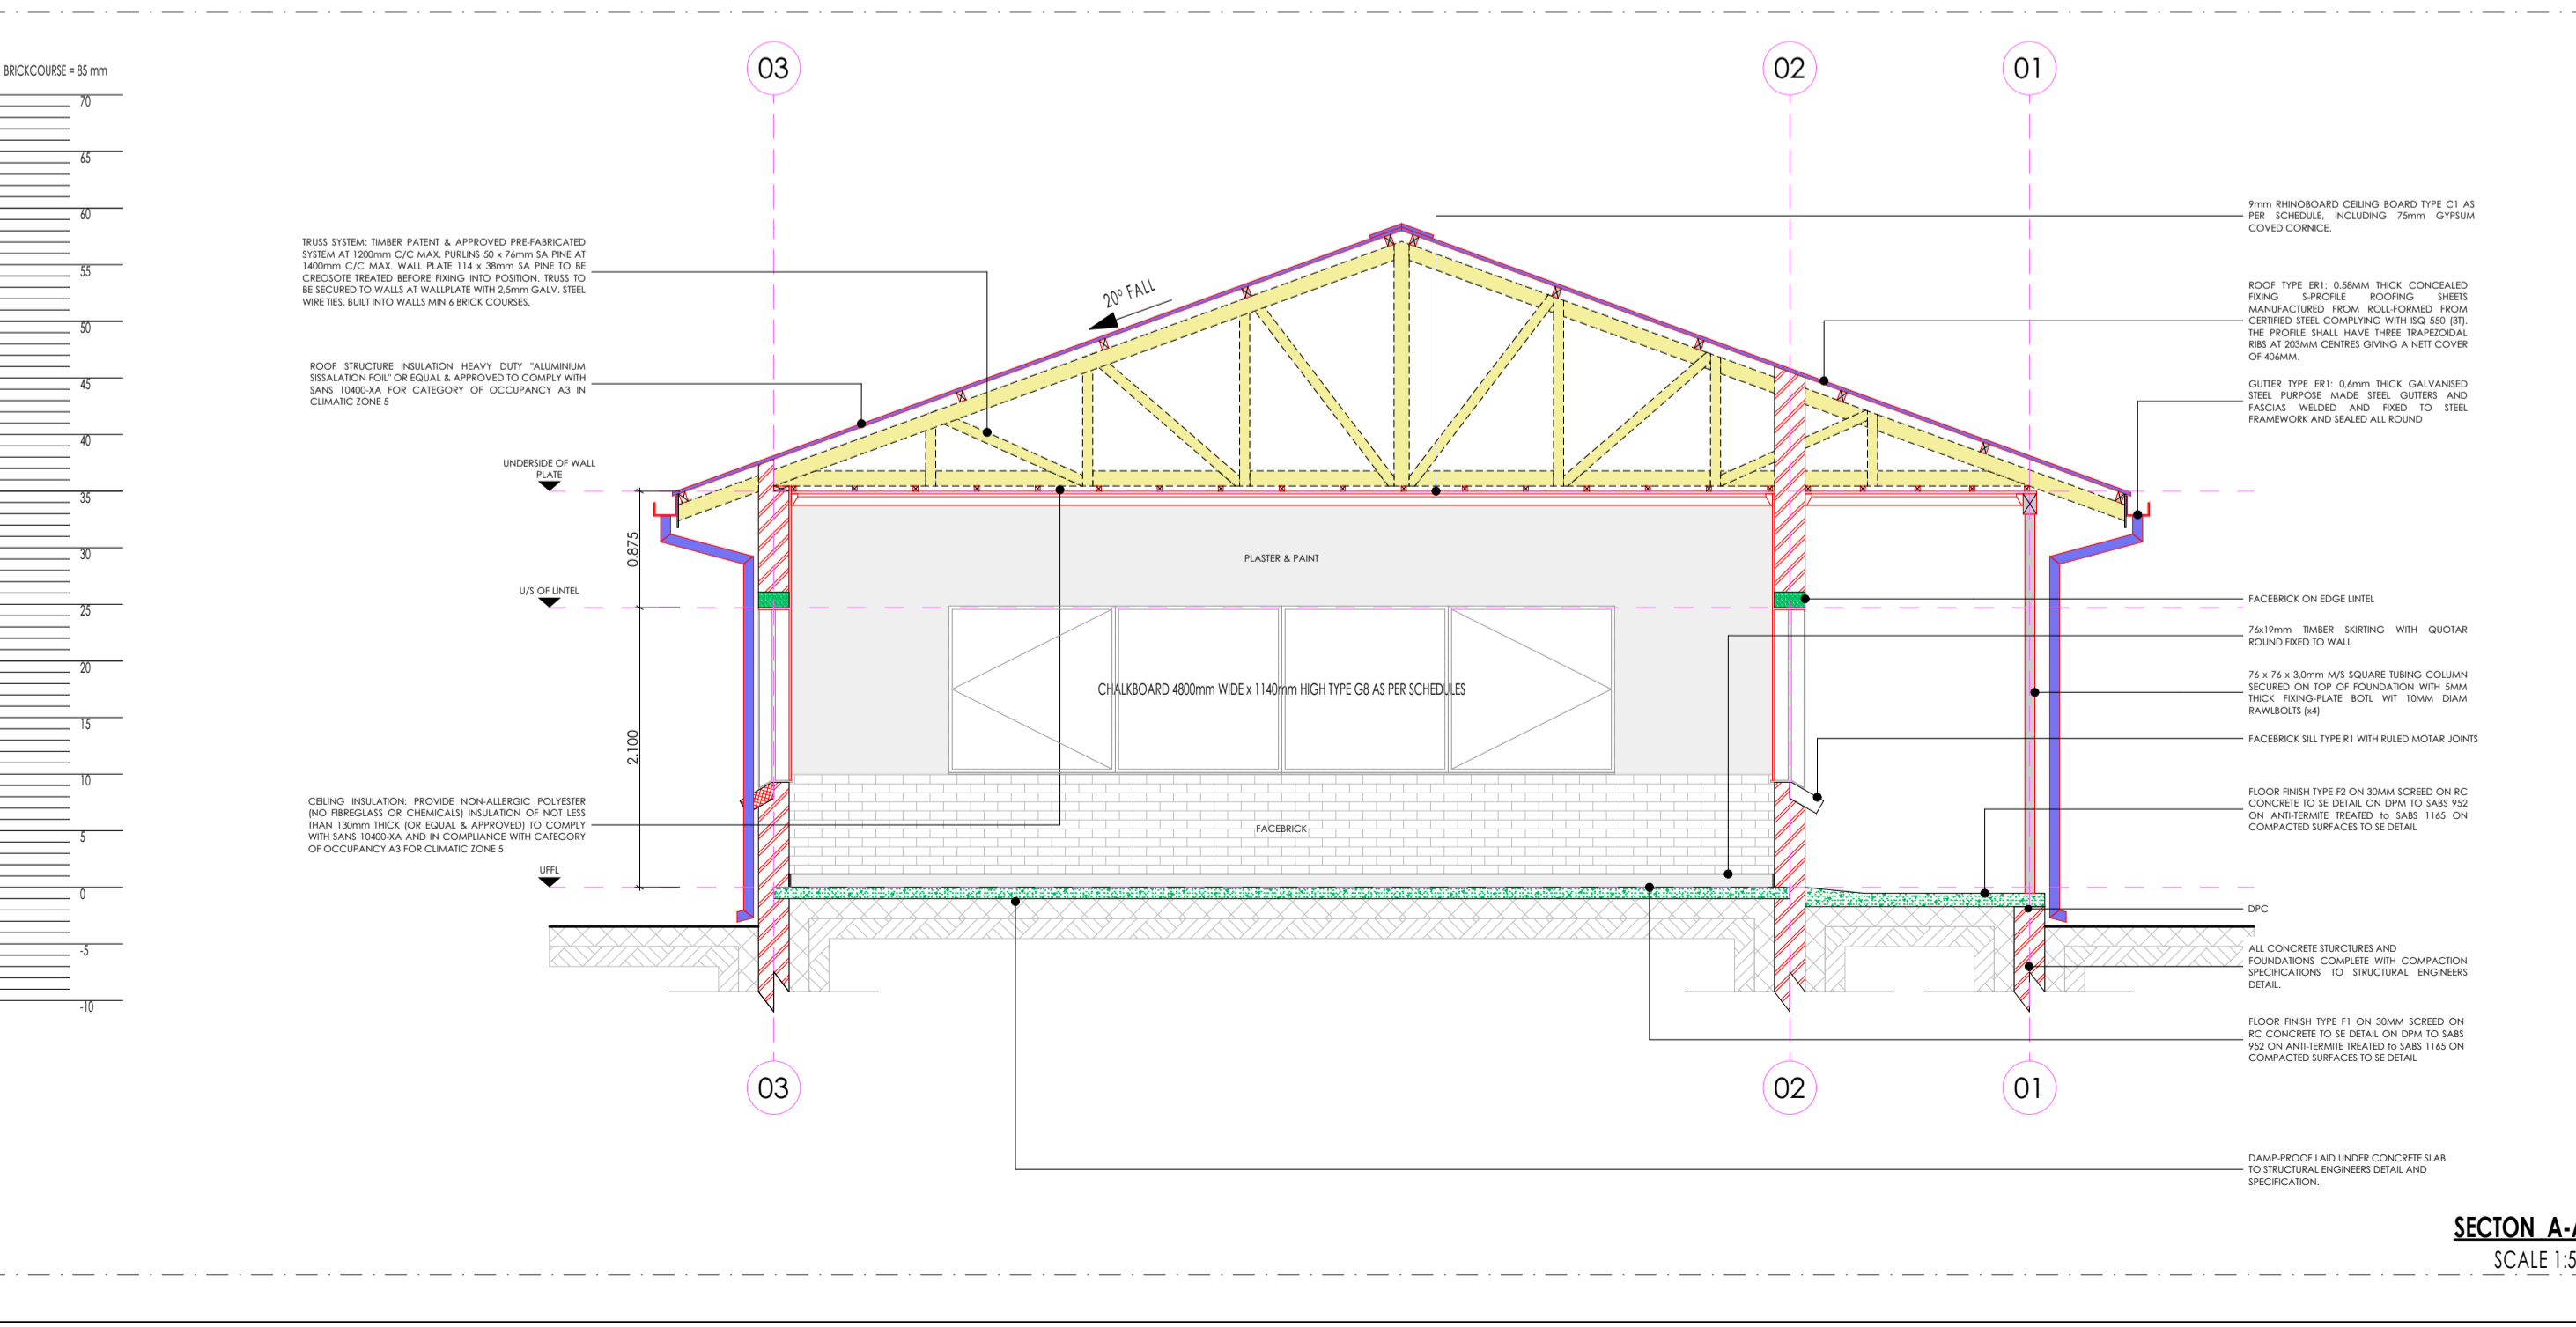 03
02
01
BRICKCOURSE = 85 mm
70
65
60
55
50
45
40
35
30
25
20
15
10
5
0
-5
-10
TRUSS SYSTEM: TIMBER PATENT & APPROVED PRE-FABRICATED
SYSTEM AT 1200mm C/C MAX. PURLINS 50 x 76mm SA PINE AT
1400mm C/C MAX. WALL PLATE 114 x 38mm SA PINE TO BE
CREOSOTE TREATED BEFORE FIXING INTO POSITION. TRUSS TO
BE SECURED TO WALLS AT WALLPLATE WITH 2,5mm GALV. STEEL
WIRE TIES, BUILT INTO WALLS MIN 6 BRICK COURSES.
ROOF STRUCTURE INSULATION HEAVY DUTY "ALUMINIUM
SISSALATION FOIL" OR EQUAL & APPROVED TO COMPLY WITH
SANS 10400-XA FOR CATEGORY OF OCCUPANCY A3 IN
CLIMATIC ZONE 5
UNDERSIDE OF WALL
PLATE
0.875
U/S OF LINTEL
2.100
CEILING INSULATION: PROVIDE NON-ALLERGIC POLYESTER
(NO FIBREGLASS OR CHEMICALS) INSULATION OF NOT LESS
THAN 130mm THICK (OR EQUAL & APPROVED) TO COMPLY
WITH SANS 10400-XA AND IN COMPLIANCE WITH CATEGORY
OF OCCUPANCY A3 FOR CLIMATIC ZONE 5
UFFL
20° FALL
PLASTER & PAINT
CHALKBOARD 4800mm WIDE x 1140mm HIGH TYPE G8 AS PER SCHEDULES
FACEBRICK
9mm RHINOBOARD CEILING BOARD TYPE C1 AS
PER SCHEDULE, INCLUDING 75mm GYPSUM
COVED CORNICE.
ROOF TYPE ER1: 0.58MM THICK CONCEALED
FIXING S-PROFILE ROOFING SHEETS
MANUFACTURED FROM ROLL-FORMED FROM
CERTIFIED STEEL COMPLYING WITH ISQ 550 (3T).
THE PROFILE SHALL HAVE THREE TRAPEZOIDAL
RIBS AT 203MM CENTRES GIVING A NETT COVER
OF 406MM.
GUTTER TYPE ER1: 0,6mm THICK GALVANISED
STEEL PURPOSE MADE STEEL GUTTERS AND
FASCIAS WELDED AND FIXED TO STEEL
FRAMEWORK AND SEALED ALL ROUND
FACEBRICK ON EDGE LINTEL
76x19mm TIMBER SKIRTING WITH QUOTAR
ROUND FIXED TO WALL
76 x 76 x 3,0mm M/S SQUARE TUBING COLUMN
SECURED ON TOP OF FOUNDATION WITH 5MM
THICK FIXING-PLATE BOTL WIT 10MM DIAM
RAWLBOLTS (x4)
FACEBRICK SILL TYPE R1 WITH RULED MOTAR JOINTS
FLOOR FINISH TYPE F2 ON 30MM SCREED ON RC
CONCRETE TO SE DETAIL ON DPM TO SABS 952
ON ANTI-TERMITE TREATED to SABS 1165 ON
COMPACTED SURFACES TO SE DETAIL
DPC
ALL CONCRETE STURCTURES AND
FOUNDATIONS COMPLETE WITH COMPACTION
SPECIFICATIONS TO STRUCTURAL ENGINEERS
DETAIL.
FLOOR FINISH TYPE F1 ON 30MM SCREED ON
RC CONCRETE TO SE DETAIL ON DPM TO SABS
952 ON ANTI-TERMITE TREATED to SABS 1165 ON
COMPACTED SURFACES TO SE DETAIL
03
02
01
DAMP-PROOF LAID UNDER CONCRETE SLAB
TO STRUCTURAL ENGINEERS DETAIL AND
SPECIFICATION.
SECTON A-
SCALE 1:5